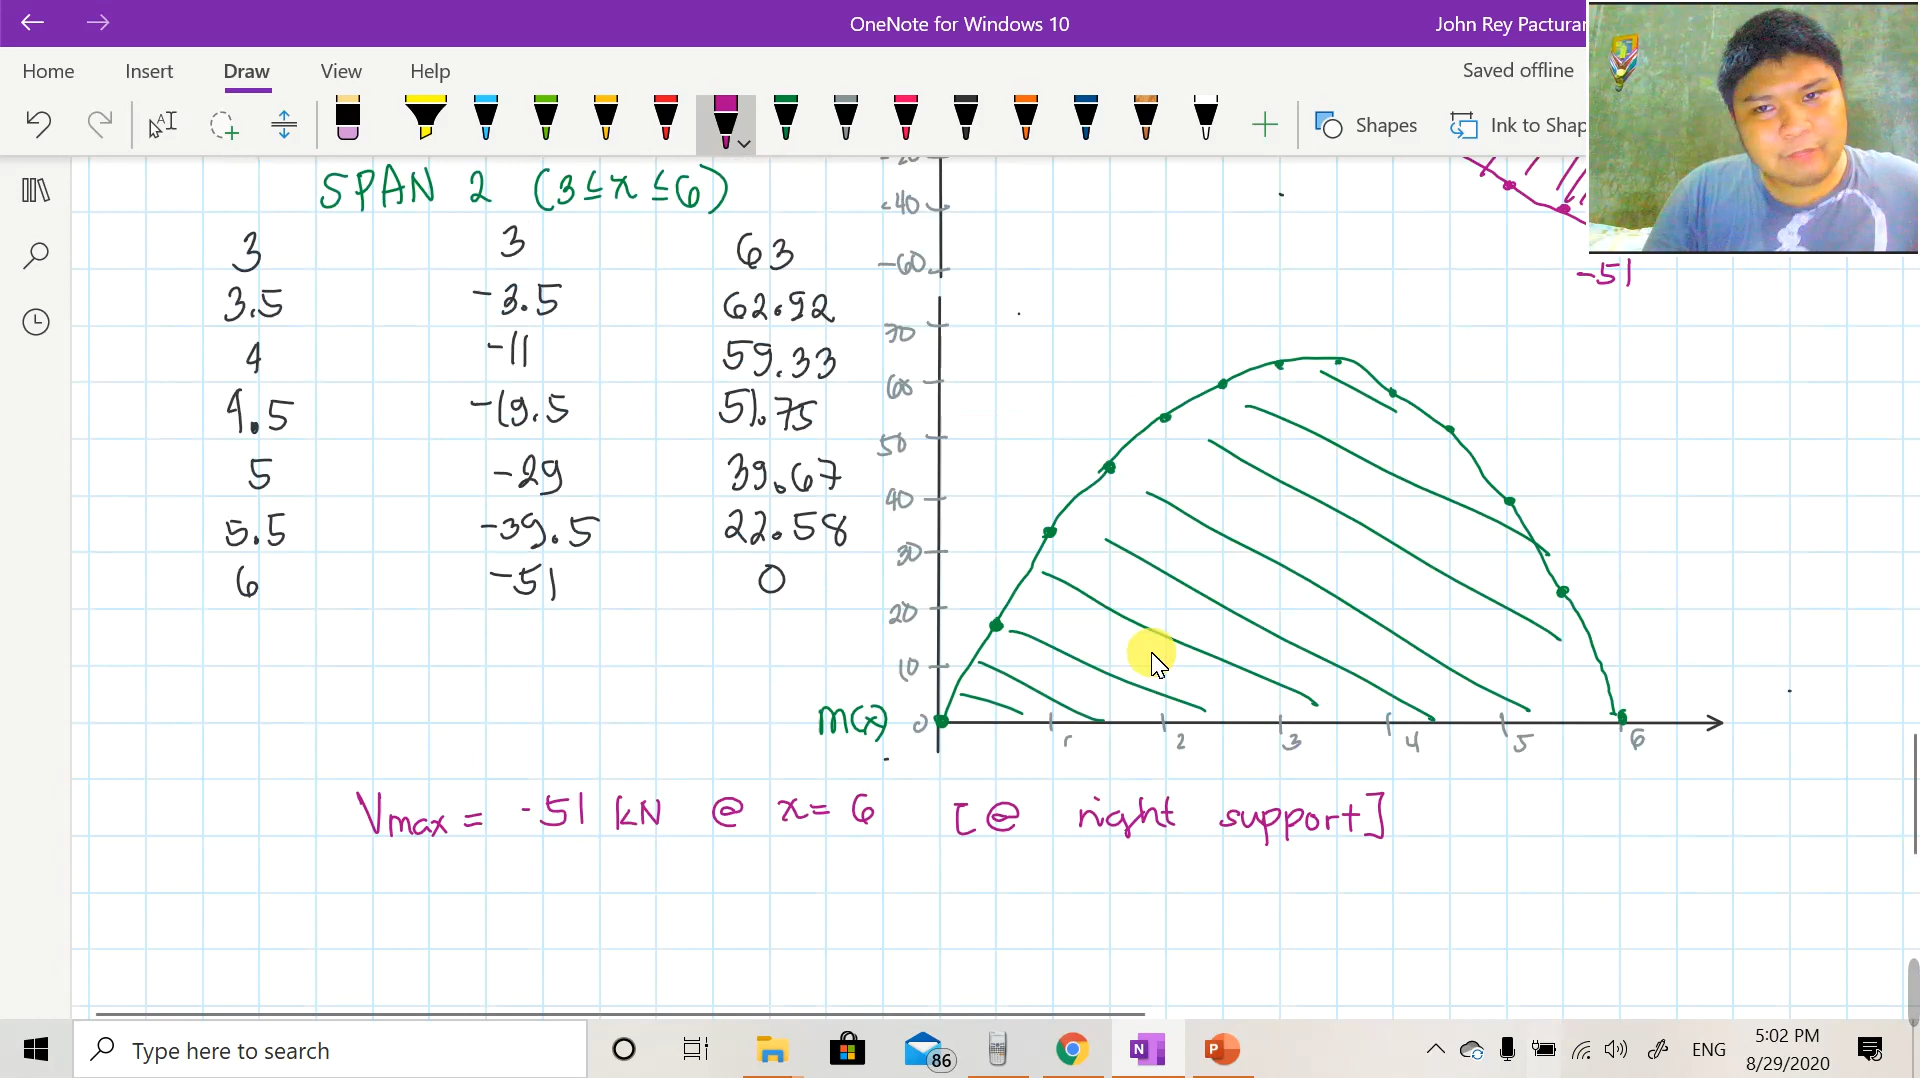 OneNote for Windows 10
John Rey Pacturan
Home Insert Draw View Help
Saved offline
Shapes
Ink to Shap
SPAN 2 (3≤x≤6)
3 3 63
3.5 -3.5 62.92
4 -11 59.33
4.5 -19.5 51.75
5 -29 39.67
5.5 -39.5 22.58
6 -51 0
-20
-40
-60
-51
70
60
50
40
30
20
10
M(x) 0
1 2 3 4 5 6
Vmax = -51 kN @ x= 6 [@ right support]
Type here to search
86
ENG
5:02 PM
8/29/2020